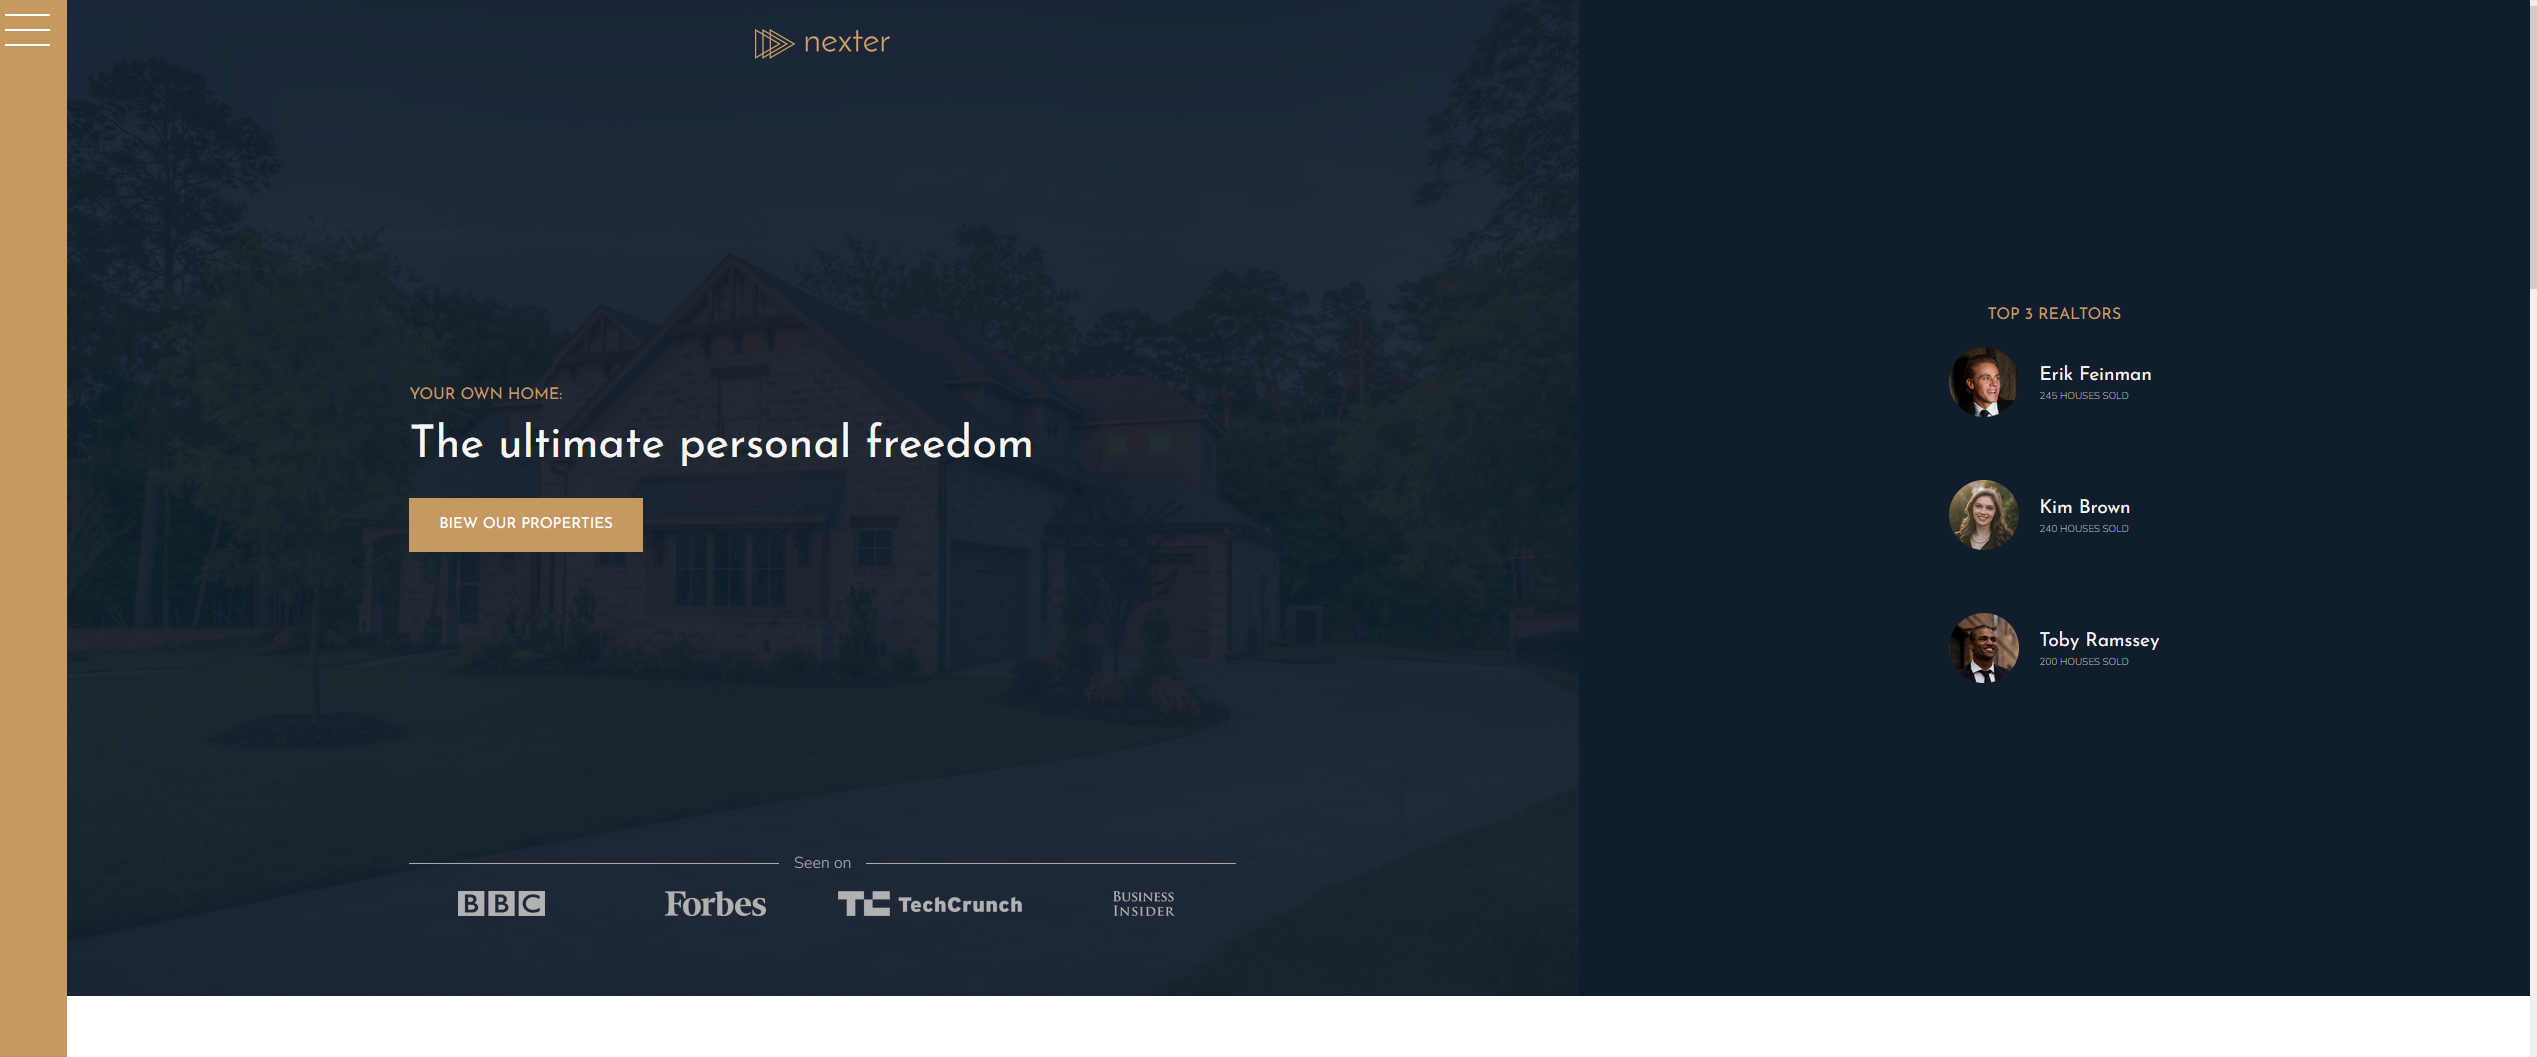 nexter
YOUR OWN HOME:
The ultimate personal freedom
BIEW OUR PROPERTIES
Seen on
BBC
Forbes
TC TechCrunch
BUSINESS
INSIDER
TOP 3 REALTORS
Erik Feinman
245 HOUSES SOLD
Kim Brown
240 HOUSES SOLD
Toby Ramssey
200 HOUSES SOLD